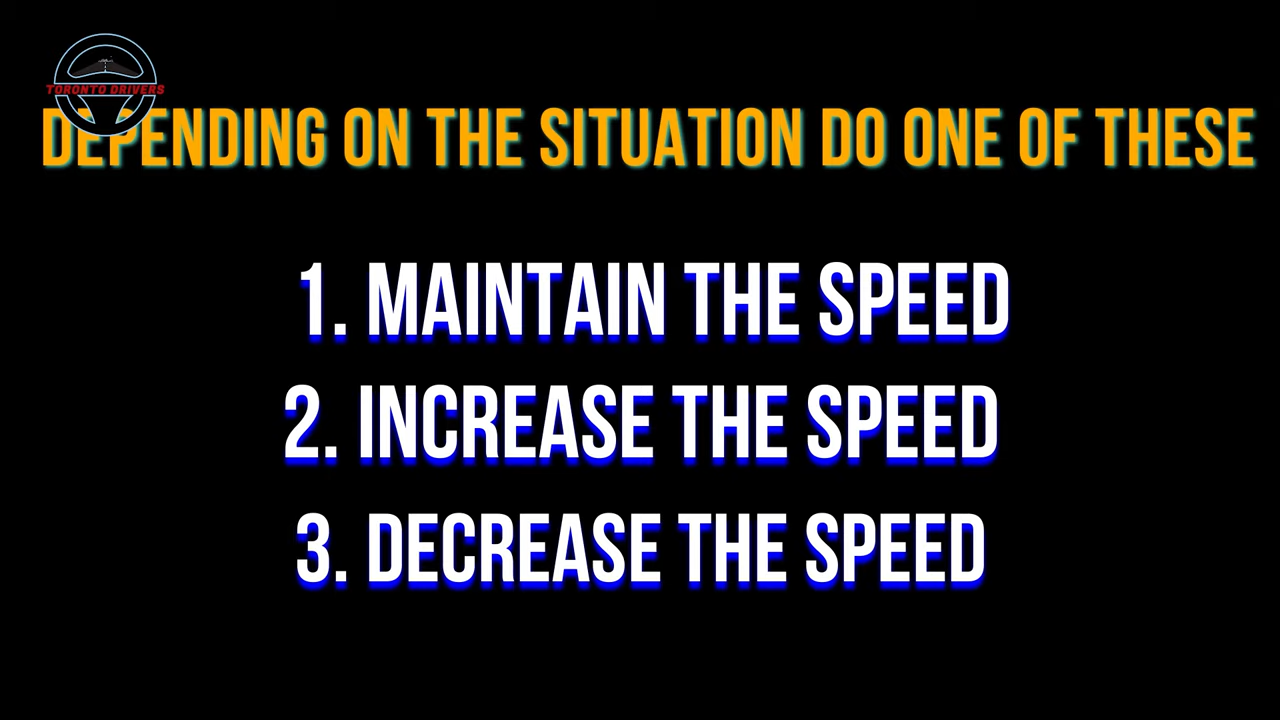 TORONTO DRIVERS
DEPENDING ON THE SITUATION DO ONE OF THESE
1. MAINTAIN THE SPEED
2. INCREASE THE SPEED
3. DECREASE THE SPEED